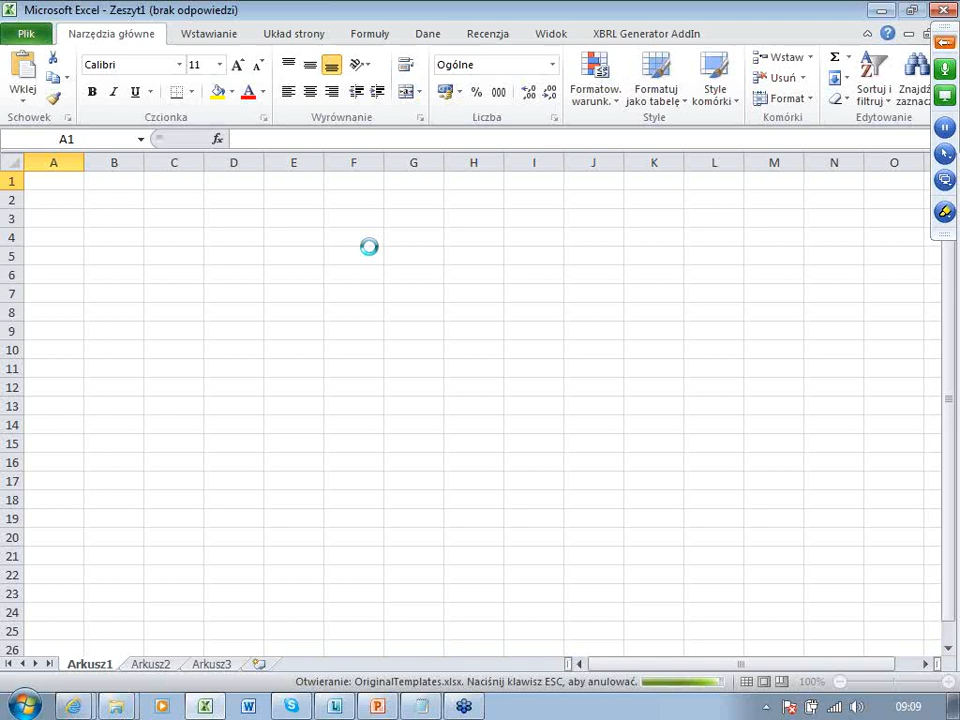 Microsoft Excel - Zeszyt1 (brak odpowiedzi)
Plik Narzędzia główne Wstawianie Układ strony Formuły Dane Recenzja Widok XBRL Generator AddIn
Wklej
Calibri 11
B I U
Ogólne
% 000
Formatow. warunk.
Formatuj jako tabelę
Style komórki
Wstaw
Usuń
Format
Σ
Sortuj i filtruj
Znajdź zaznacz
Schowek Czcionka Wyrównanie Liczba Style Komórki Edytowanie
A1 fx
A B C D E F G H I J K L M N O
1
2
3
4
5
6
7
8
9
10
11
12
13
14
15
16
17
18
19
20
21
22
23
24
25
26
Arkusz1 Arkusz2 Arkusz3
Otwieranie: OriginalTemplates.xlsx. Naciśnij klawisz ESC, aby anulować. 100%
09:09